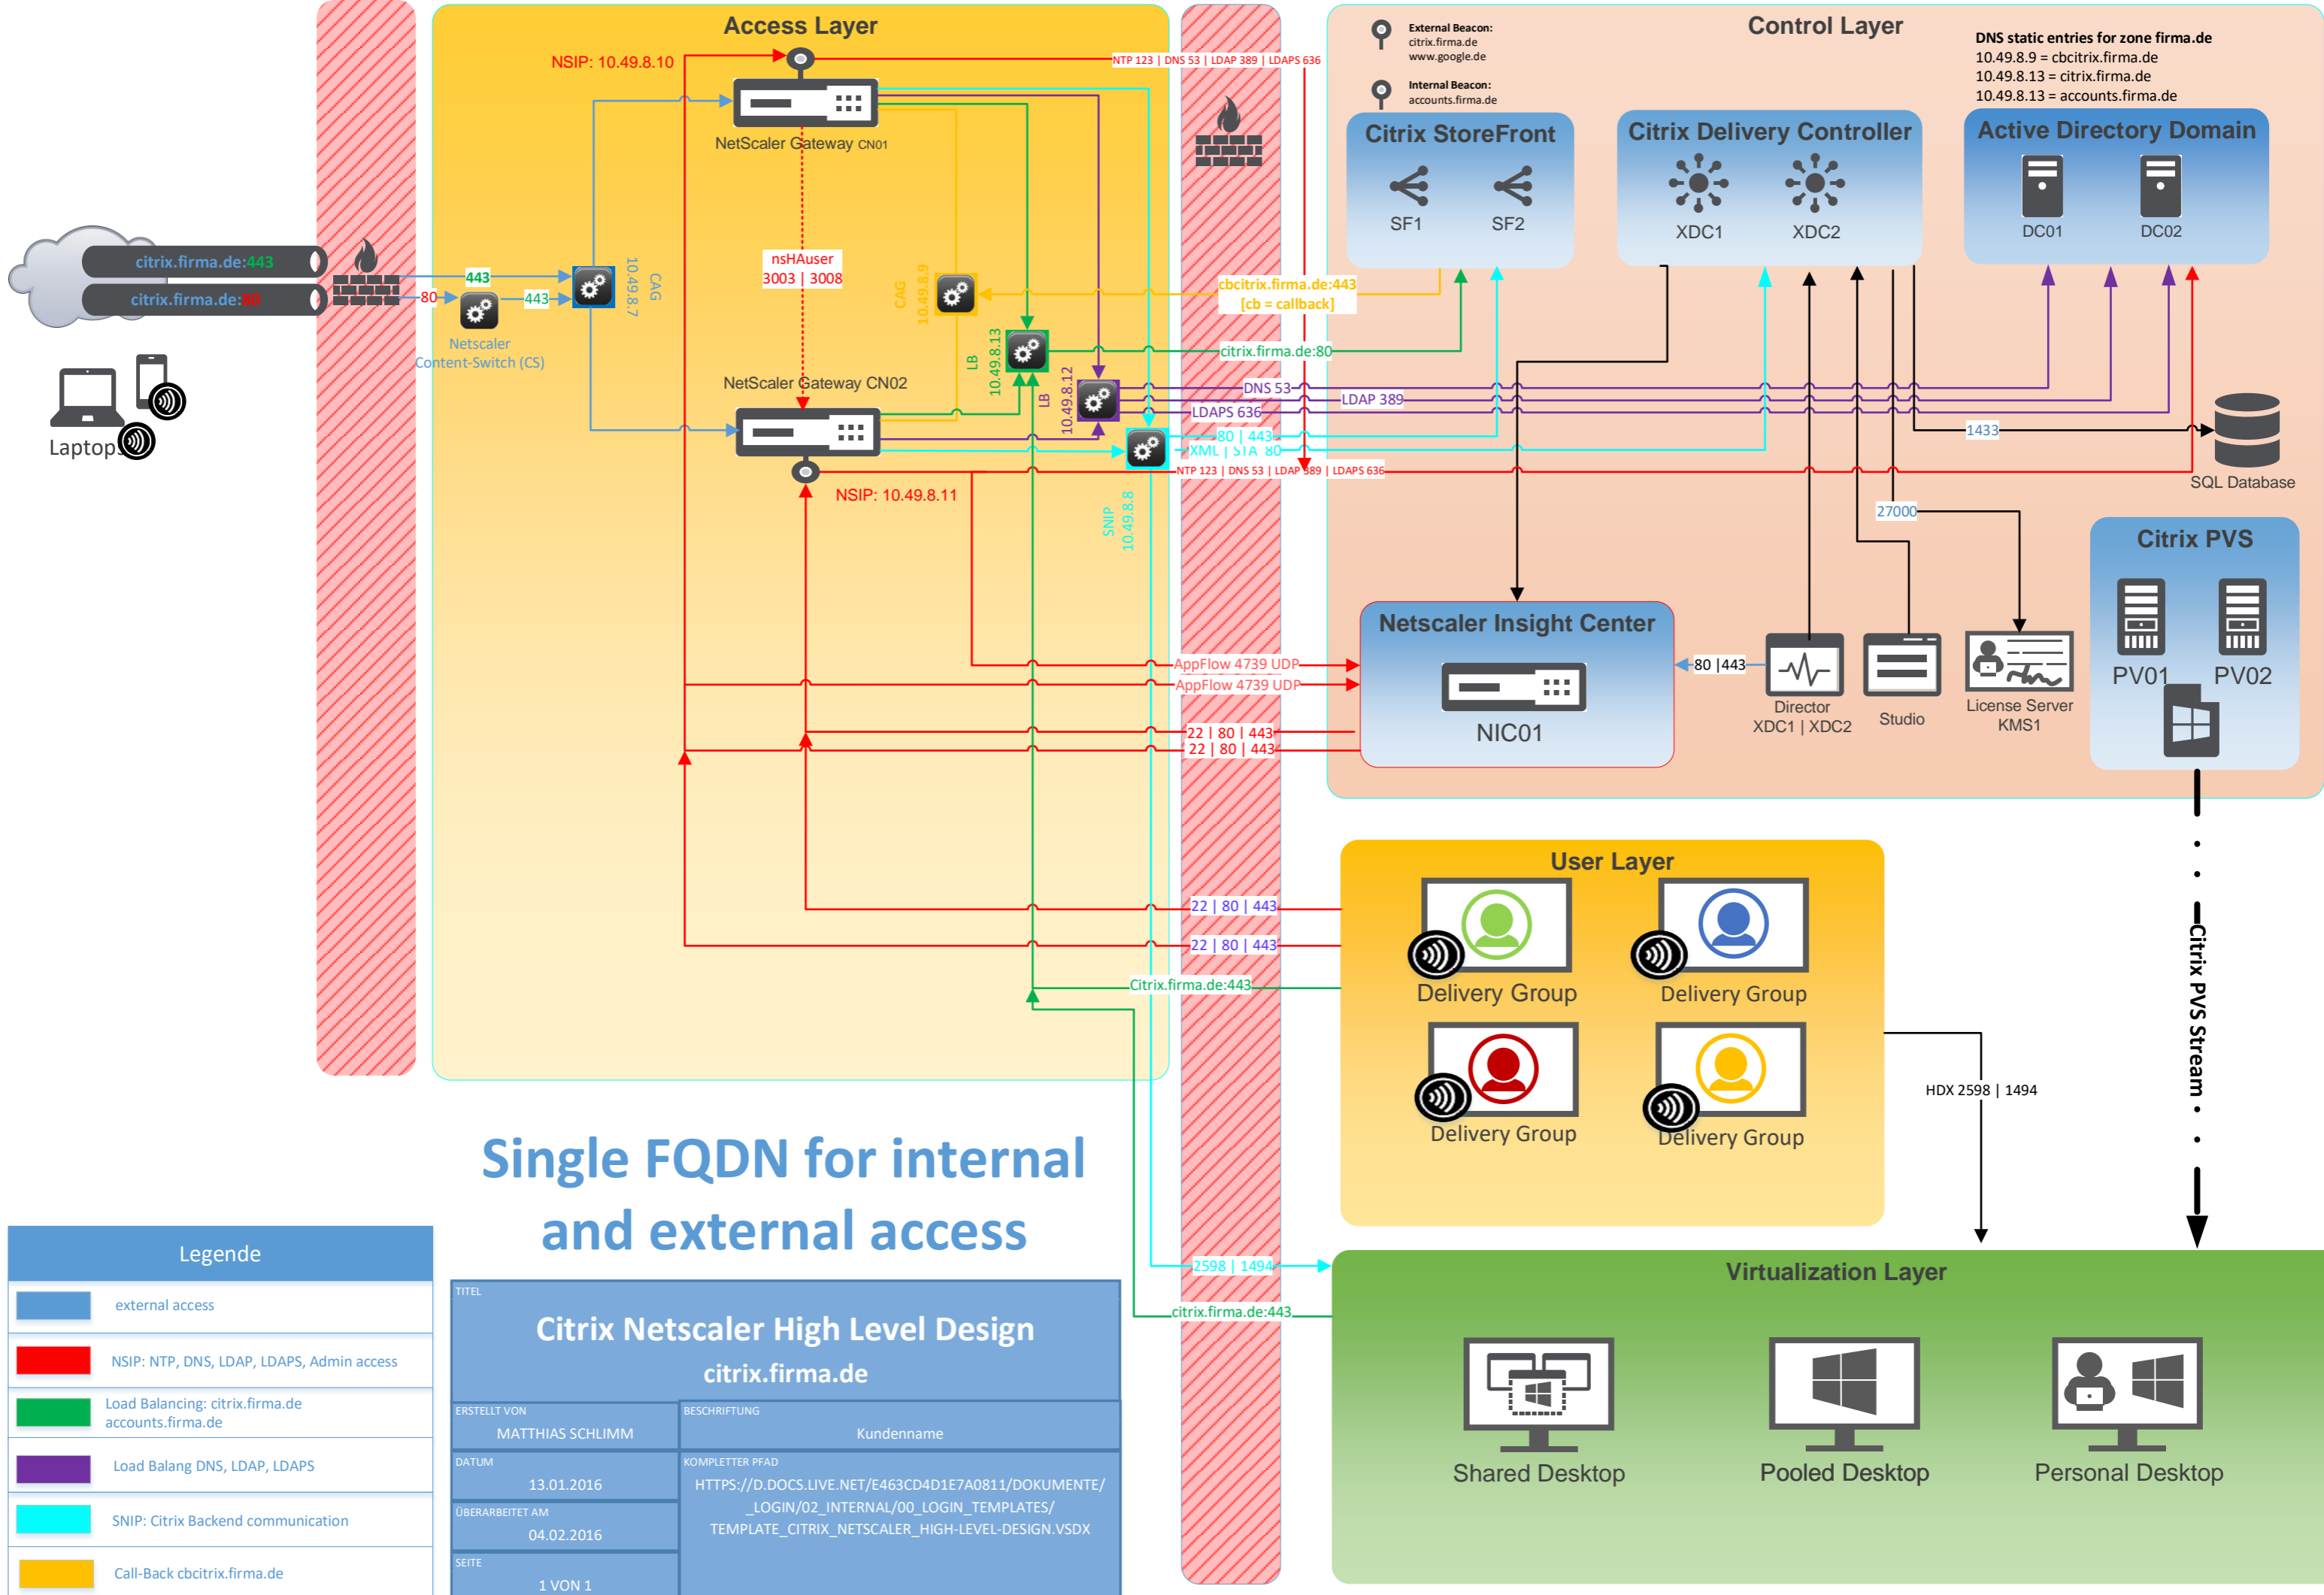 Access Layer
NSIP: 10.49.8.10
NTP 123 | DNS 53 | LDAP 389 | LDAPS 636
NetScaler Gateway CN01
External Beacon:
citrix.firma.de
www.google.de
Internal Beacon:
accounts.firma.de
Control Layer
DNS static entries for zone firma.de
10.49.8.9 = cbcitrix.firma.de
10.49.8.13 = citrix.firma.de
10.49.8.13 = accounts.firma.de
Citrix StoreFront
SF1
SF2
Citrix Delivery Controller
XDC1
XDC2
Active Directory Domain
DC01
DC02
citrix.firma.de:443
citrix.firma.de:80
443
80
443
Netscaler
Content-Switch (CS)
CAG
10.49.8.7
nsHAuser
3003 | 3008
CAG
10.49.8.9
cbcitrix.firma.de:443
[cb = callback]
LB
10.49.8.13
citrix.firma.de:80
Laptops
NetScaler Gateway CN02
LB
10.49.8.12
DNS 53
LDAP 389
LDAPS 636
80 | 443
XML | STA 80
NTP 123 | DNS 53 | LDAP 389 | LDAPS 636
NSIP: 10.49.8.11
SNIP
10.49.8.8
1433
SQL Database
27000
Citrix PVS
PV01
PV02
Netscaler Insight Center
NIC01
AppFlow 4739 UDP
AppFlow 4739 UDP
80 |443
Director
XDC1 | XDC2
Studio
License Server
KMS1
22 | 80 | 443
22 | 80 | 443
User Layer
22 | 80 | 443
22 | 80 | 443
Citrix.firma.de:443
Delivery Group
Delivery Group
Delivery Group
Delivery Group
Citrix PVS Stream
HDX 2598 | 1494
Single FQDN for internal
and external access
2598 | 1494
citrix.firma.de:443
Virtualization Layer
Shared Desktop
Pooled Desktop
Personal Desktop
Legende
external access
NSIP: NTP, DNS, LDAP, LDAPS, Admin access
Load Balancing: citrix.firma.de
accounts.firma.de
Load Balang DNS, LDAP, LDAPS
SNIP: Citrix Backend communication
Call-Back cbcitrix.firma.de
TITEL
Citrix Netscaler High Level Design
citrix.firma.de
ERSTELLT VON
MATTHIAS SCHLIMM
BESCHRIFTUNG
Kundenname
DATUM
13.01.2016
KOMPLETTER PFAD
HTTPS://D.DOCS.LIVE.NET/E463CD4D1E7A0811/DOKUMENTE/
_LOGIN/02_INTERNAL/00_LOGIN_TEMPLATES/
TEMPLATE_CITRIX_NETSCALER_HIGH-LEVEL-DESIGN.VSDX
ÜBERARBEITET AM
04.02.2016
SEITE
1 VON 1